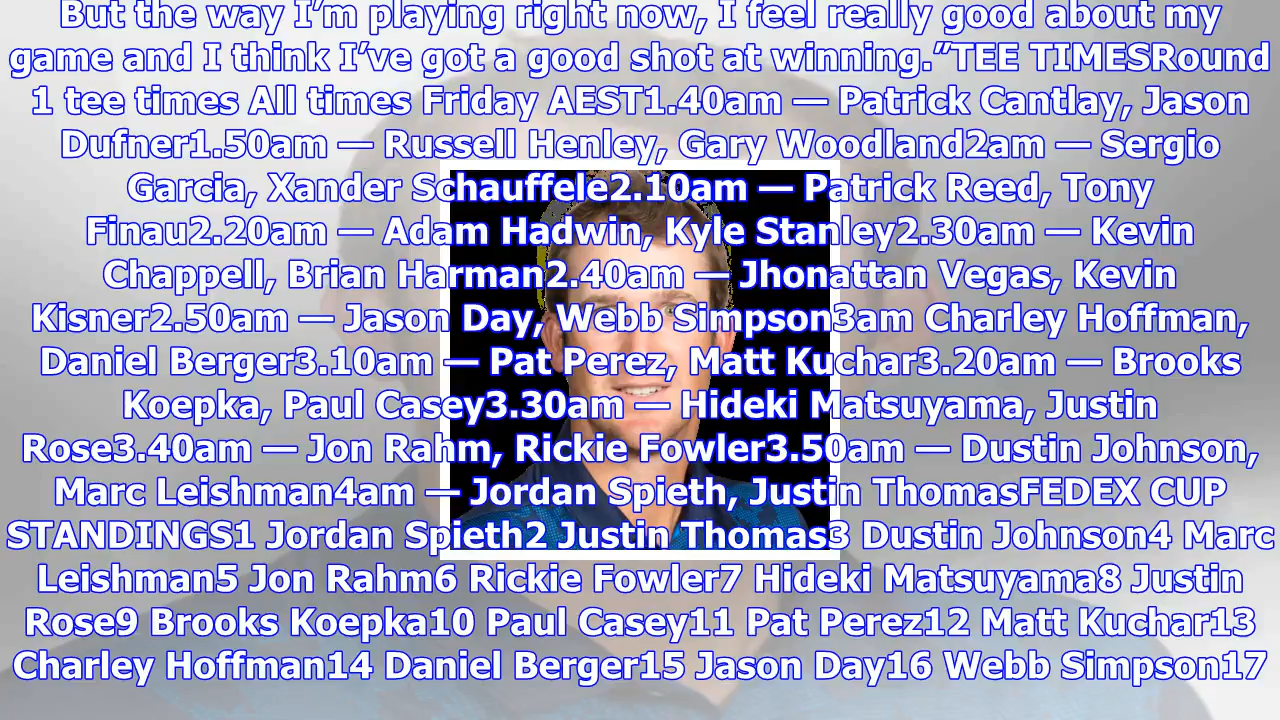 But the way I’m playing right now, I feel really good about my
game and I think I’ve got a good shot at winning.”TEE TIMESRound
1 tee times All times Friday AEST1.40am — Patrick Cantlay, Jason
Dufner1.50am — Russell Henley, Gary Woodland2am — Sergio
Garcia, Xander Schauffele2.10am — Patrick Reed, Tony
Finau2.20am — Adam Hadwin, Kyle Stanley2.30am — Kevin
Chappell, Brian Harman2.40am — Jhonattan Vegas, Kevin
Kisner2.50am — Jason Day, Webb Simpson3am Charley Hoffman,
Daniel Berger3.10am — Pat Perez, Matt Kuchar3.20am — Brooks
Koepka, Paul Casey3.30am — Hideki Matsuyama, Justin
Rose3.40am — Jon Rahm, Rickie Fowler3.50am — Dustin Johnson,
Marc Leishman4am — Jordan Spieth, Justin ThomasFEDEX CUP
STANDINGS1 Jordan Spieth2 Justin Thomas3 Dustin Johnson4 Marc
Leishman5 Jon Rahm6 Rickie Fowler7 Hideki Matsuyama8 Justin
Rose9 Brooks Koepka10 Paul Casey11 Pat Perez12 Matt Kuchar13
Charley Hoffman14 Daniel Berger15 Jason Day16 Webb Simpson17